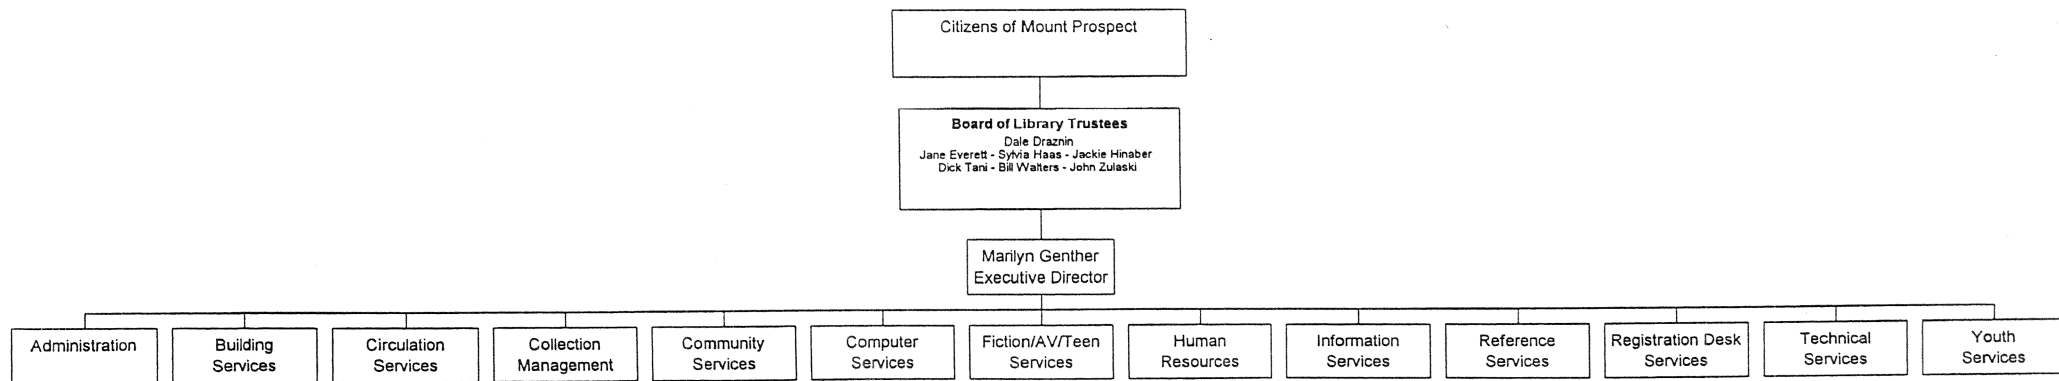 Citizens of Mount Prospect
Board of Library Trustees
Dale Draznin
Jane Everett - Sylvia Haas - Jackie Hinaber
Dick Tani - Bill Walters - John Zulaski
Marilyn Genther
Executive Director
Administration
Building
Services
Circulation
Services
Collection
Management
Community
Services
Computer
Services
Fiction/AV/Teen
Services
Human
Resources
Information
Services
Reference
Services
Registration Desk
Services
Technical
Services
Youth
Services